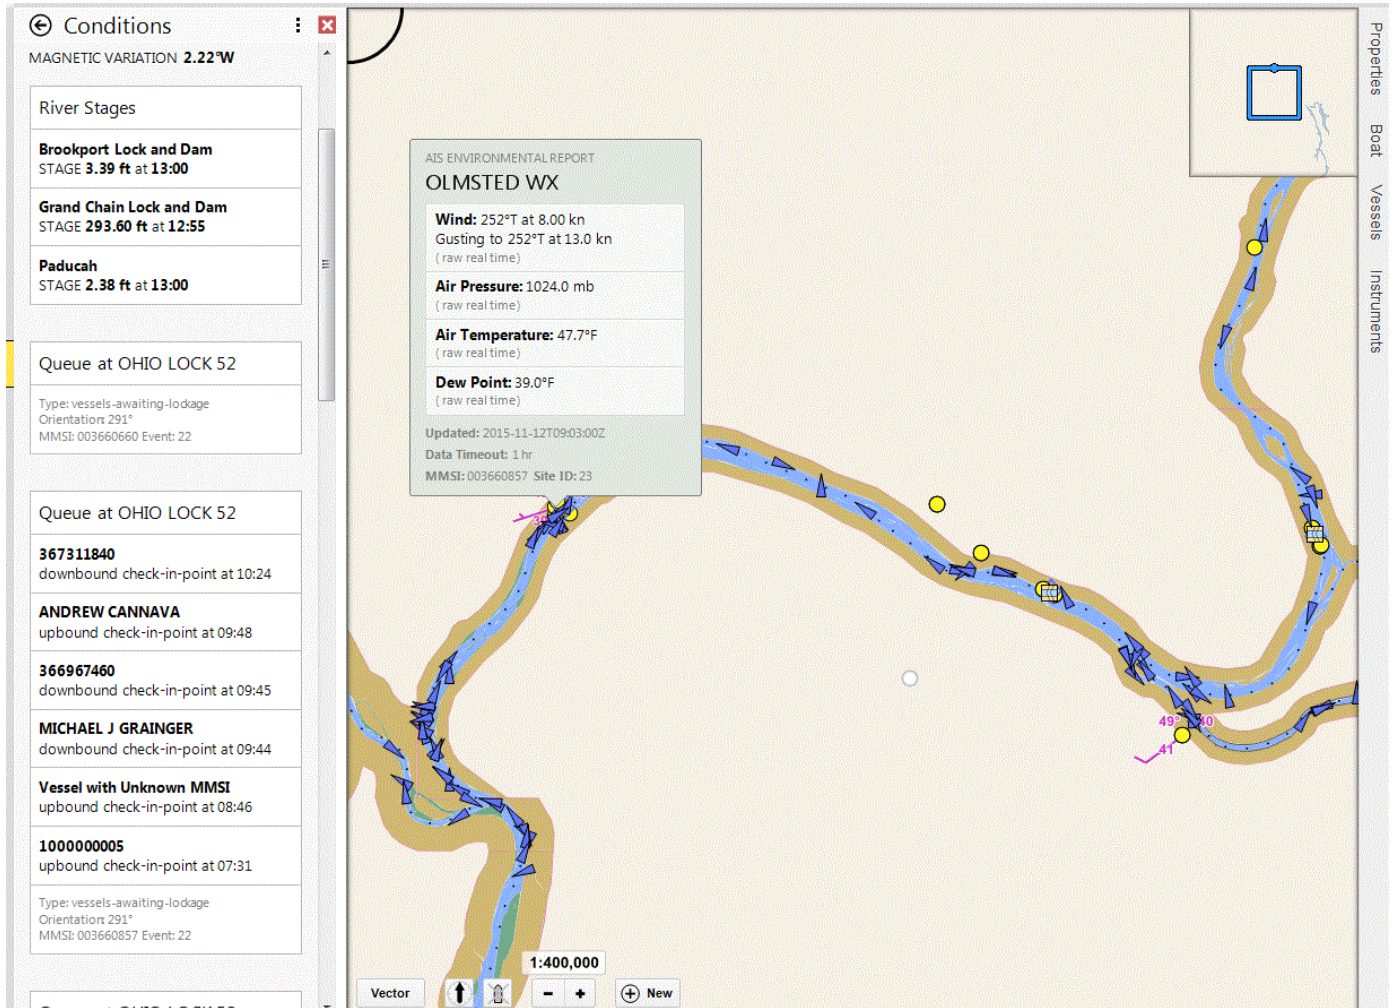 Conditions
MAGNETIC VARIATION 2.22°W
River Stages
Brookport Lock and Dam
STAGE 3.39 ft at 13:00
Grand Chain Lock and Dam
STAGE 293.60 ft at 12:55
Paducah
STAGE 2.38 ft at 13:00
Queue at OHIO LOCK 52
Type: vessels-awaiting-lockage
Orientation: 291°
MMSI: 003660660 Event: 22
Queue at OHIO LOCK 52
367311840
downbound check-in-point at 10:24
ANDREW CANNAVA
upbound check-in-point at 09:48
366967460
downbound check-in-point at 09:45
MICHAEL J GRAINGER
downbound check-in-point at 09:44
Vessel with Unknown MMSI
upbound check-in-point at 08:46
1000000005
upbound check-in-point at 07:31
Type: vessels-awaiting-lockage
Orientation: 291°
MMSI: 003660857 Event: 22
AIS ENVIRONMENTAL REPORT
OLMSTED WX
Wind: 252°T at 8.00 kn
Gusting to 252°T at 13.0 kn
( raw real time )
Air Pressure: 1024.0 mb
( raw real time )
Air Temperature: 47.7°F
( raw real time )
Dew Point: 39.0°F
( raw real time )
Updated: 2015-11-12T09:03:00Z
Data Timeout: 1 hr
MMSI: 003660857 Site ID: 23
49° 40
41
1:400,000
Vector
New
Properties
Boat
Vessels
Instruments